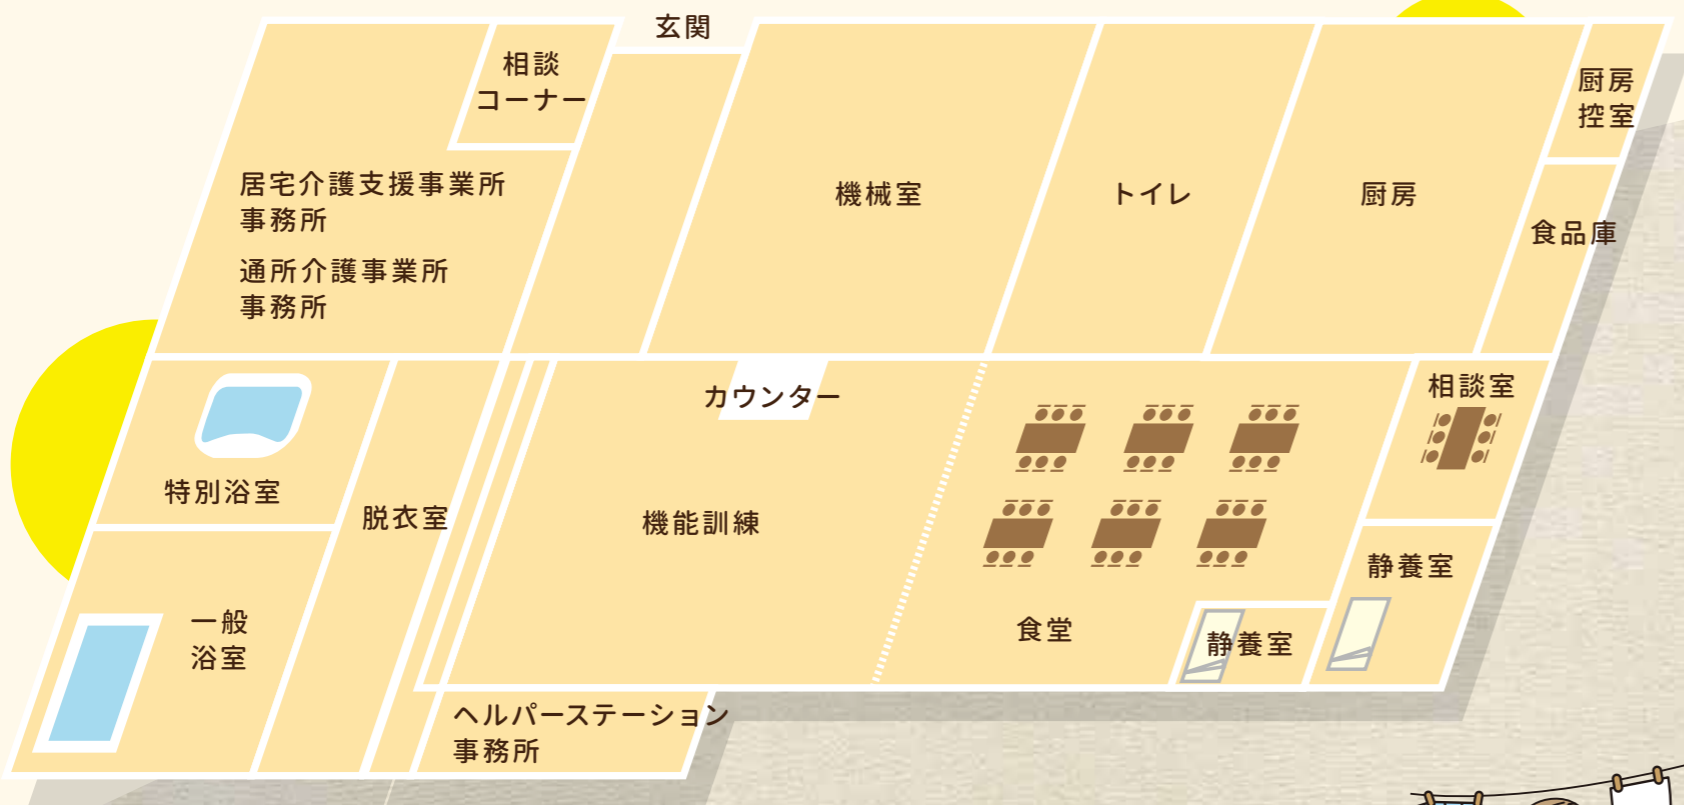 玄関
相談
コーナー
厨房
控室
居宅介護支援事業所
事務所
通所介護事業所
事務所
機械室
トイレ
厨房
食品庫
カウンター
相談室
特別浴室
脱衣室
機能訓練
静養室
一般
浴室
食堂
静養室
ヘルパーステーション
事務所